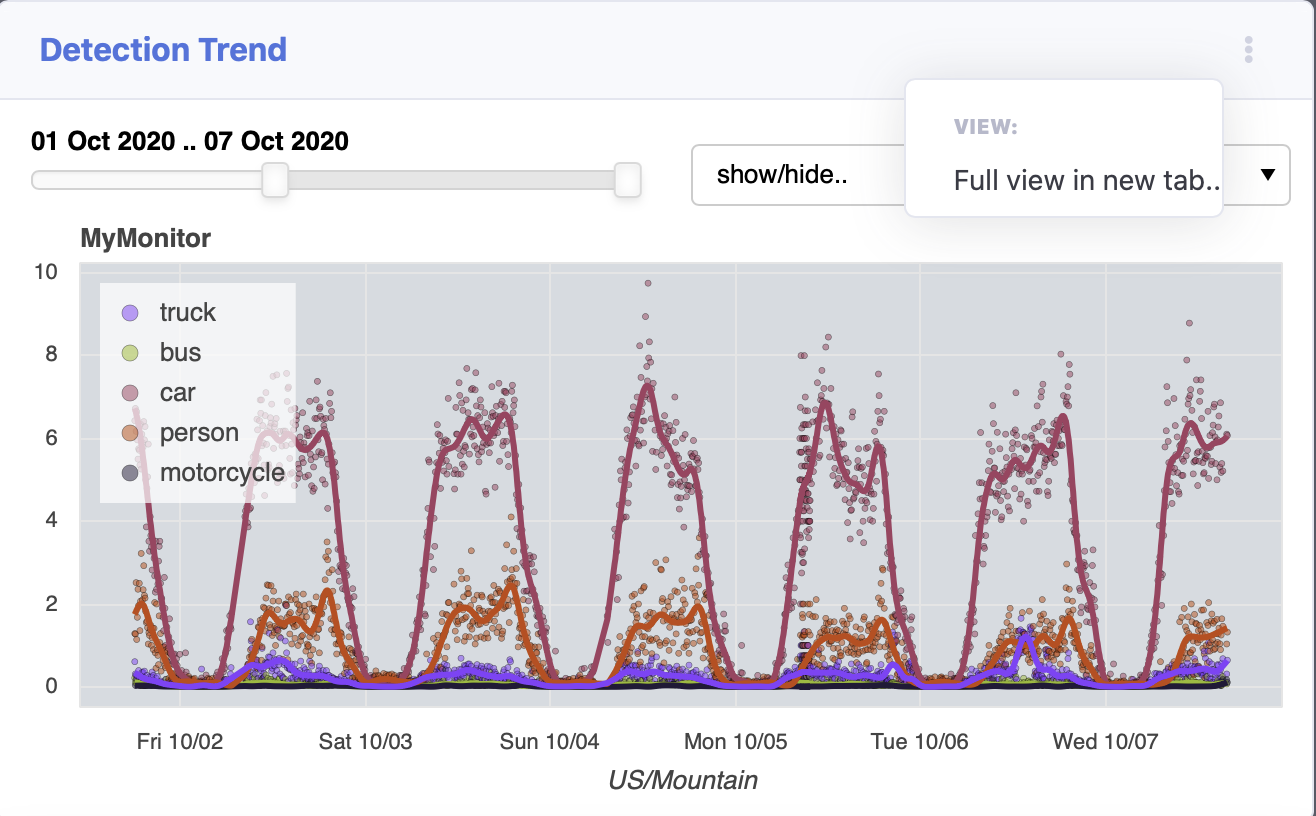 Detection Trend
VIEW:
Full view in new tab..
01 Oct 2020 .. 07 Oct 2020
show/hide..
MyMonitor
10
8
6
4
2
0
truck
bus
car
person
motorcycle
Fri 10/02 Sat 10/03 Sun 10/04 Mon 10/05 Tue 10/06 Wed 10/07
US/Mountain